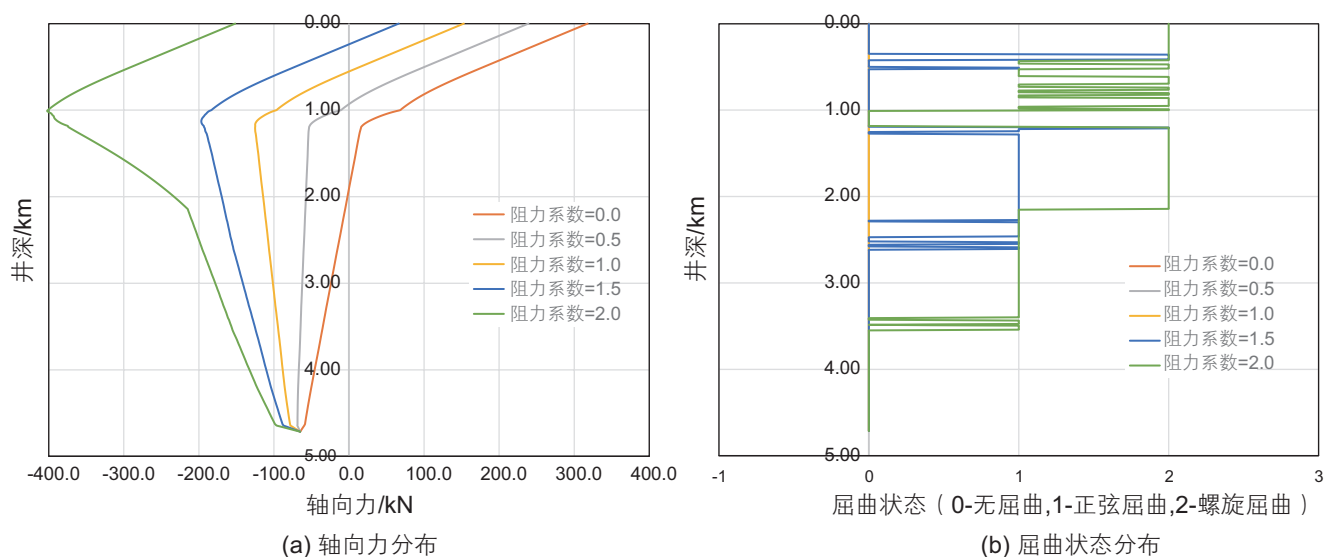 0.00
1.00
2.00
3.00
4.00
5.00
-400.0 -300.0 -200.0 -100.0 0.0 100.0 200.0 300.0 400.0
井深/km
轴向力/kN
阻力系数=0.0
阻力系数=0.5
阻力系数=1.0
阻力系数=1.5
阻力系数=2.0
(a) 轴向力分布
0.00
1.00
2.00
3.00
4.00
5.00
-1 0 1 2 3
井深/km
屈曲状态（0-无屈曲,1-正弦屈曲,2-螺旋屈曲）
阻力系数=0.0
阻力系数=0.5
阻力系数=1.0
阻力系数=1.5
阻力系数=2.0
(b) 屈曲状态分布